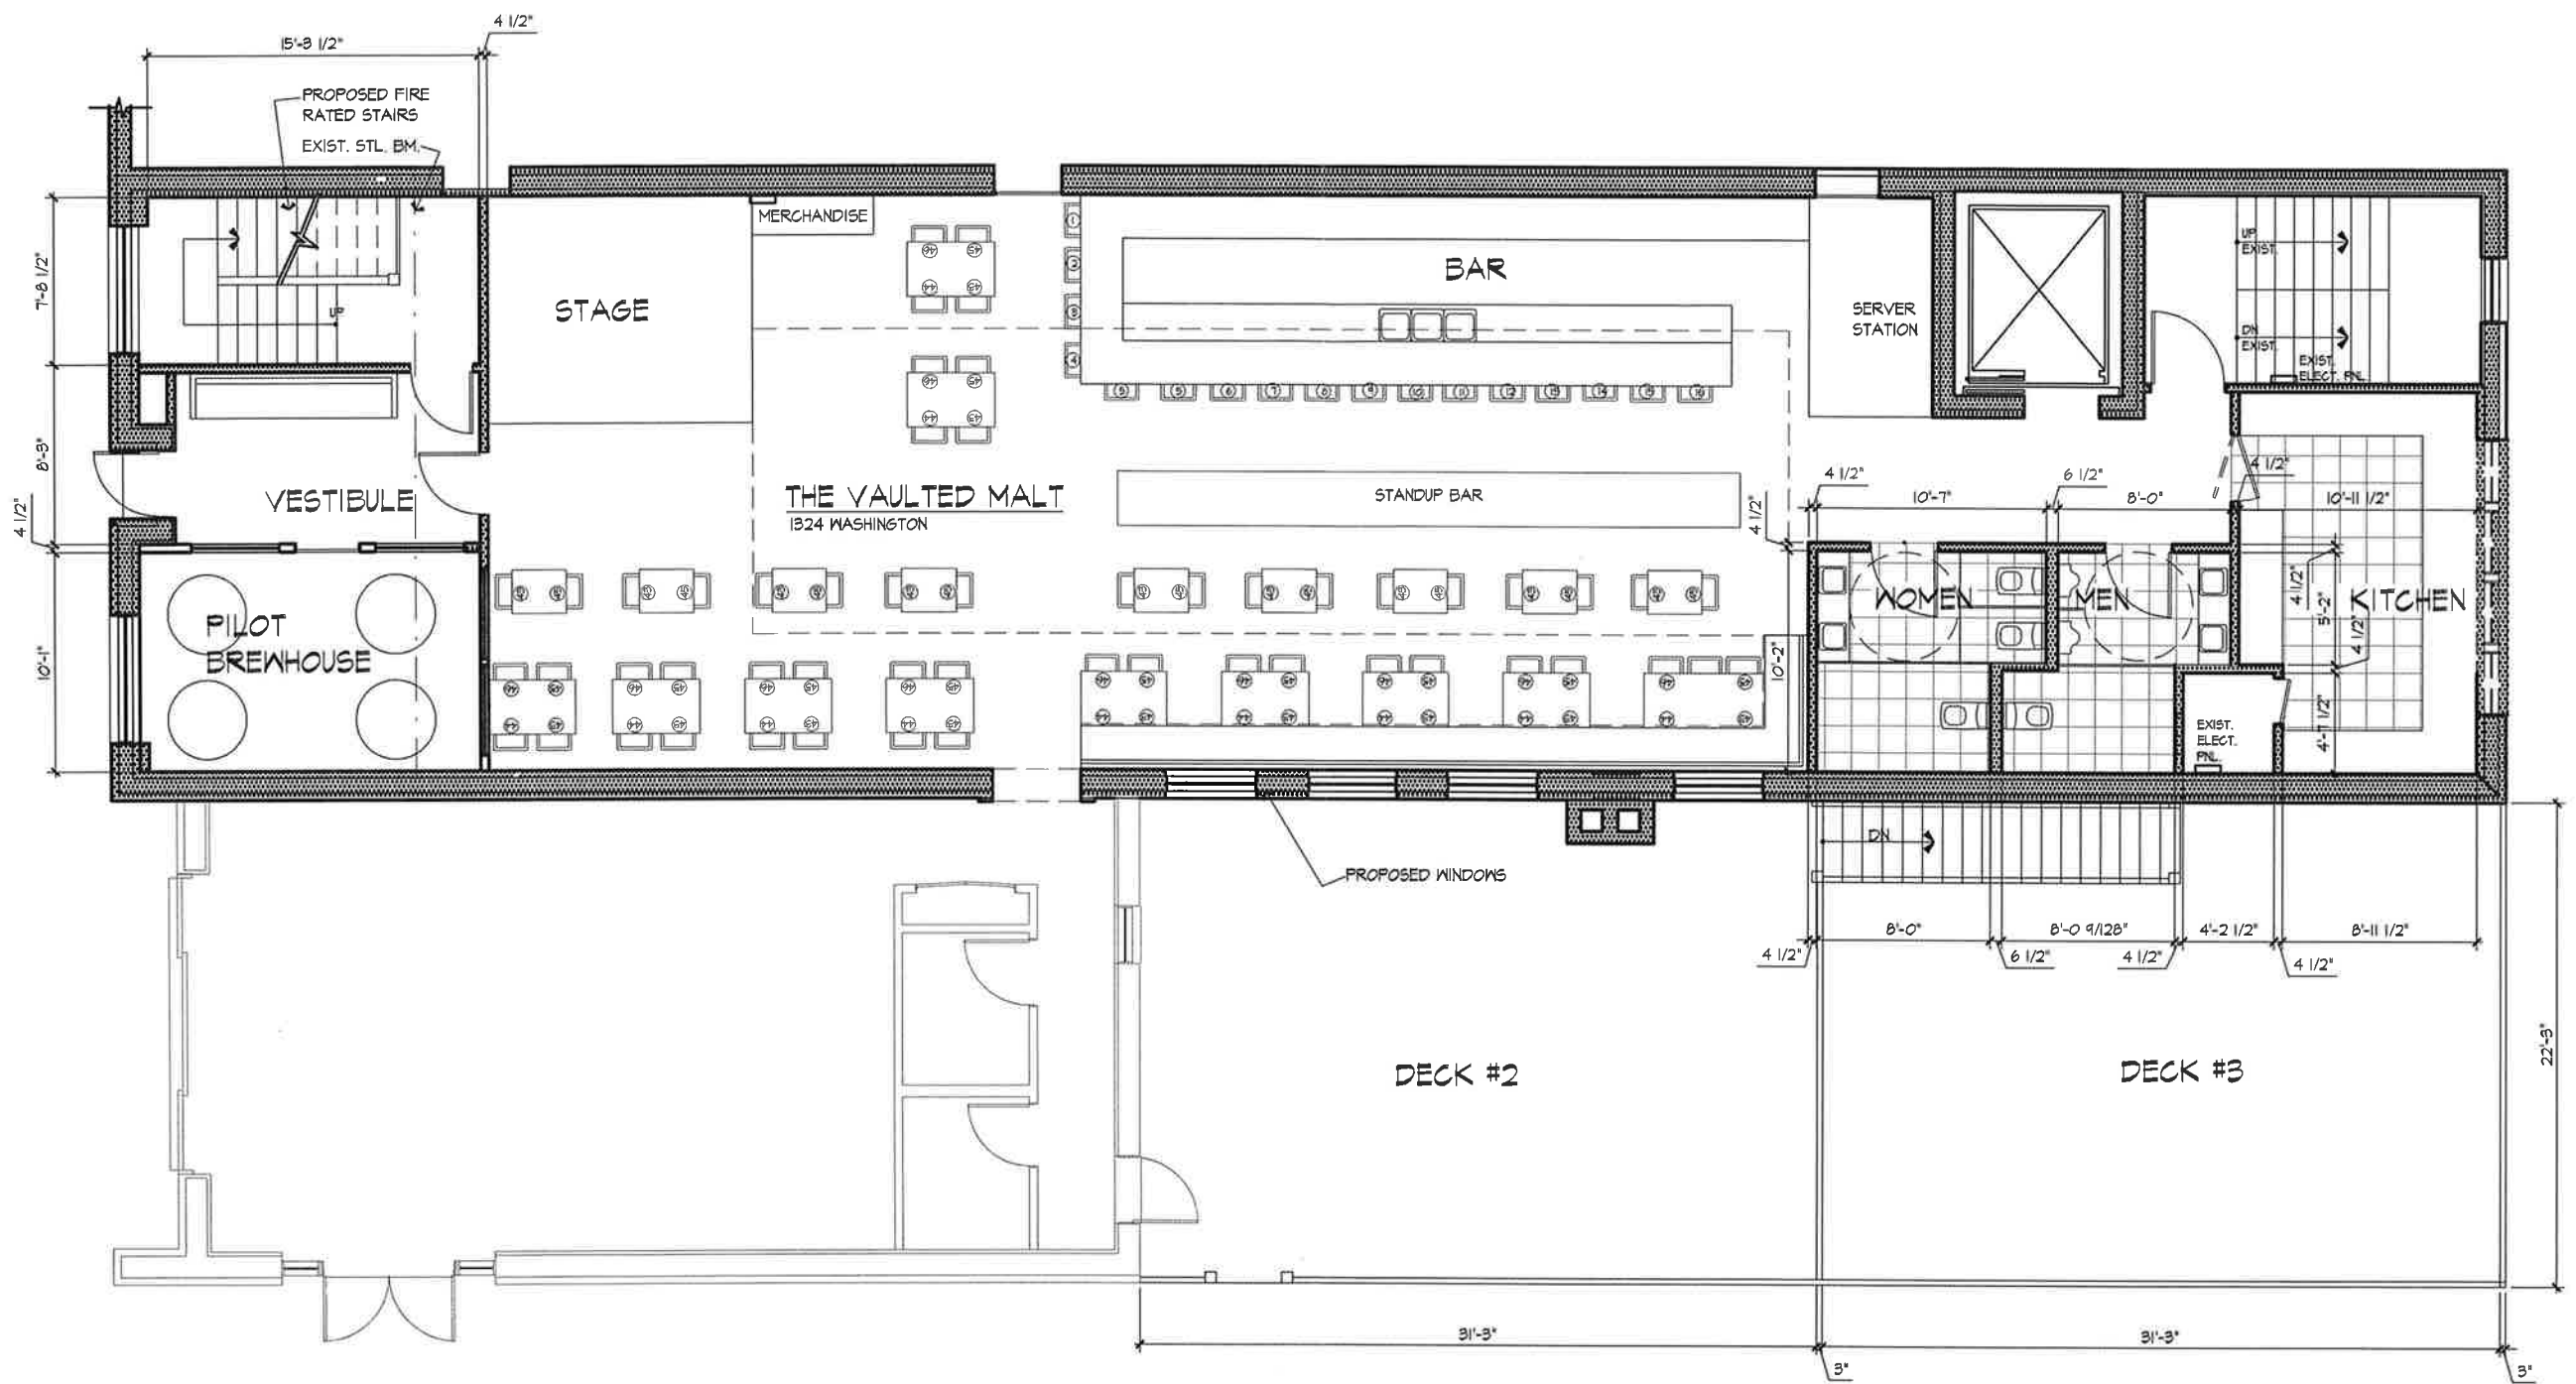 4 1/2"
15'-3 1/2"
PROPOSED FIRE
RATED STAIRS
EXIST. STL. BM.
MERCHANDISE
7'-8 1/2"
UP
STAGE
BAR
SERVER
STATION
UP
EXIST.
DN
EXIST.
EXIST.
ELECT. PNL.
8'-3"
4 1/2"
VESTIBULE
THE VAULTED MALT
1324 WASHINGTON
STANDUP BAR
4 1/2"
4 1/2"
10'-7"
6 1/2"
8'-0"
4 1/2"
10'-11 1/2"
10'-1"
PILOT
BREWHOUSE
WOMEN
MEN
KITCHEN
4 1/2"
5'-2"
4 1/2"
10'-2"
EXIST.
ELECT.
PNL.
4'-7 1/2"
DN
PROPOSED WINDOWS
8'-0"
8'-0 9/128"
4'-2 1/2"
8'-11 1/2"
4 1/2"
6 1/2"
4 1/2"
4 1/2"
DECK #2
DECK #3
22'-3"
31'-3"
31'-3"
3"
3"